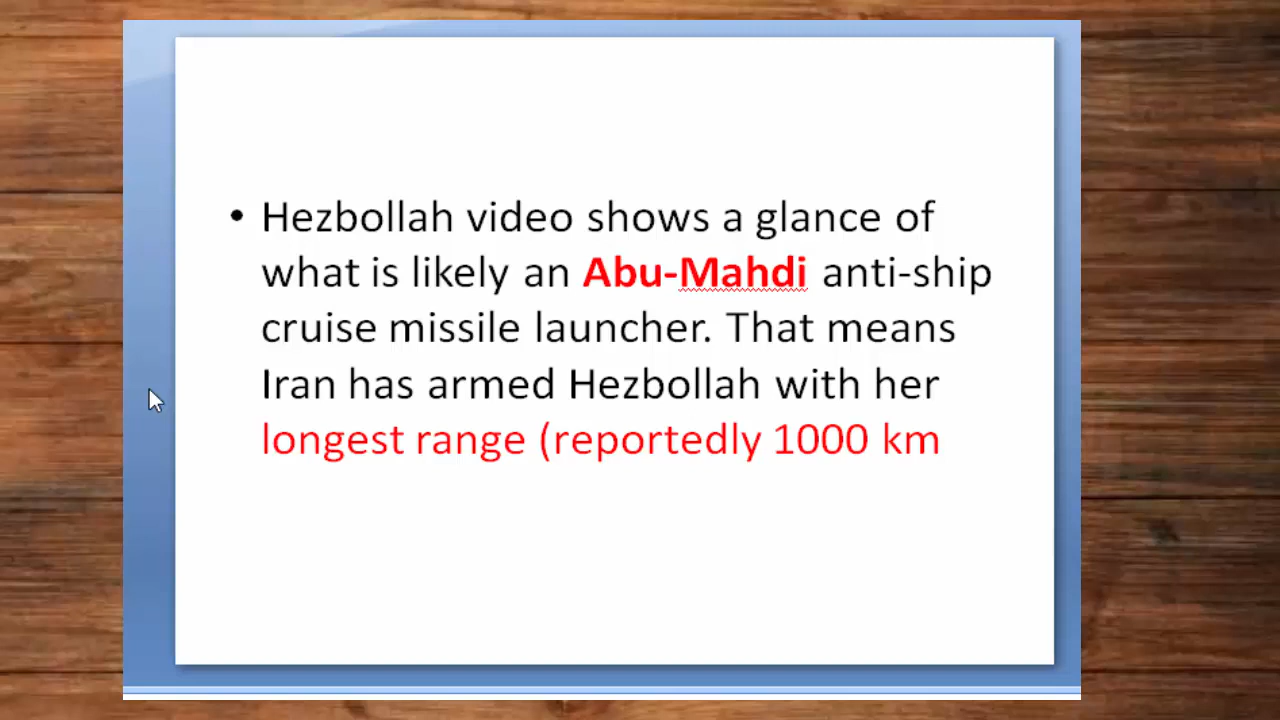 • Hezbollah video shows a glance of
what is likely an Abu-Mahdi anti-ship
cruise missile launcher. That means
Iran has armed Hezbollah with her
longest range (reportedly 1000 km